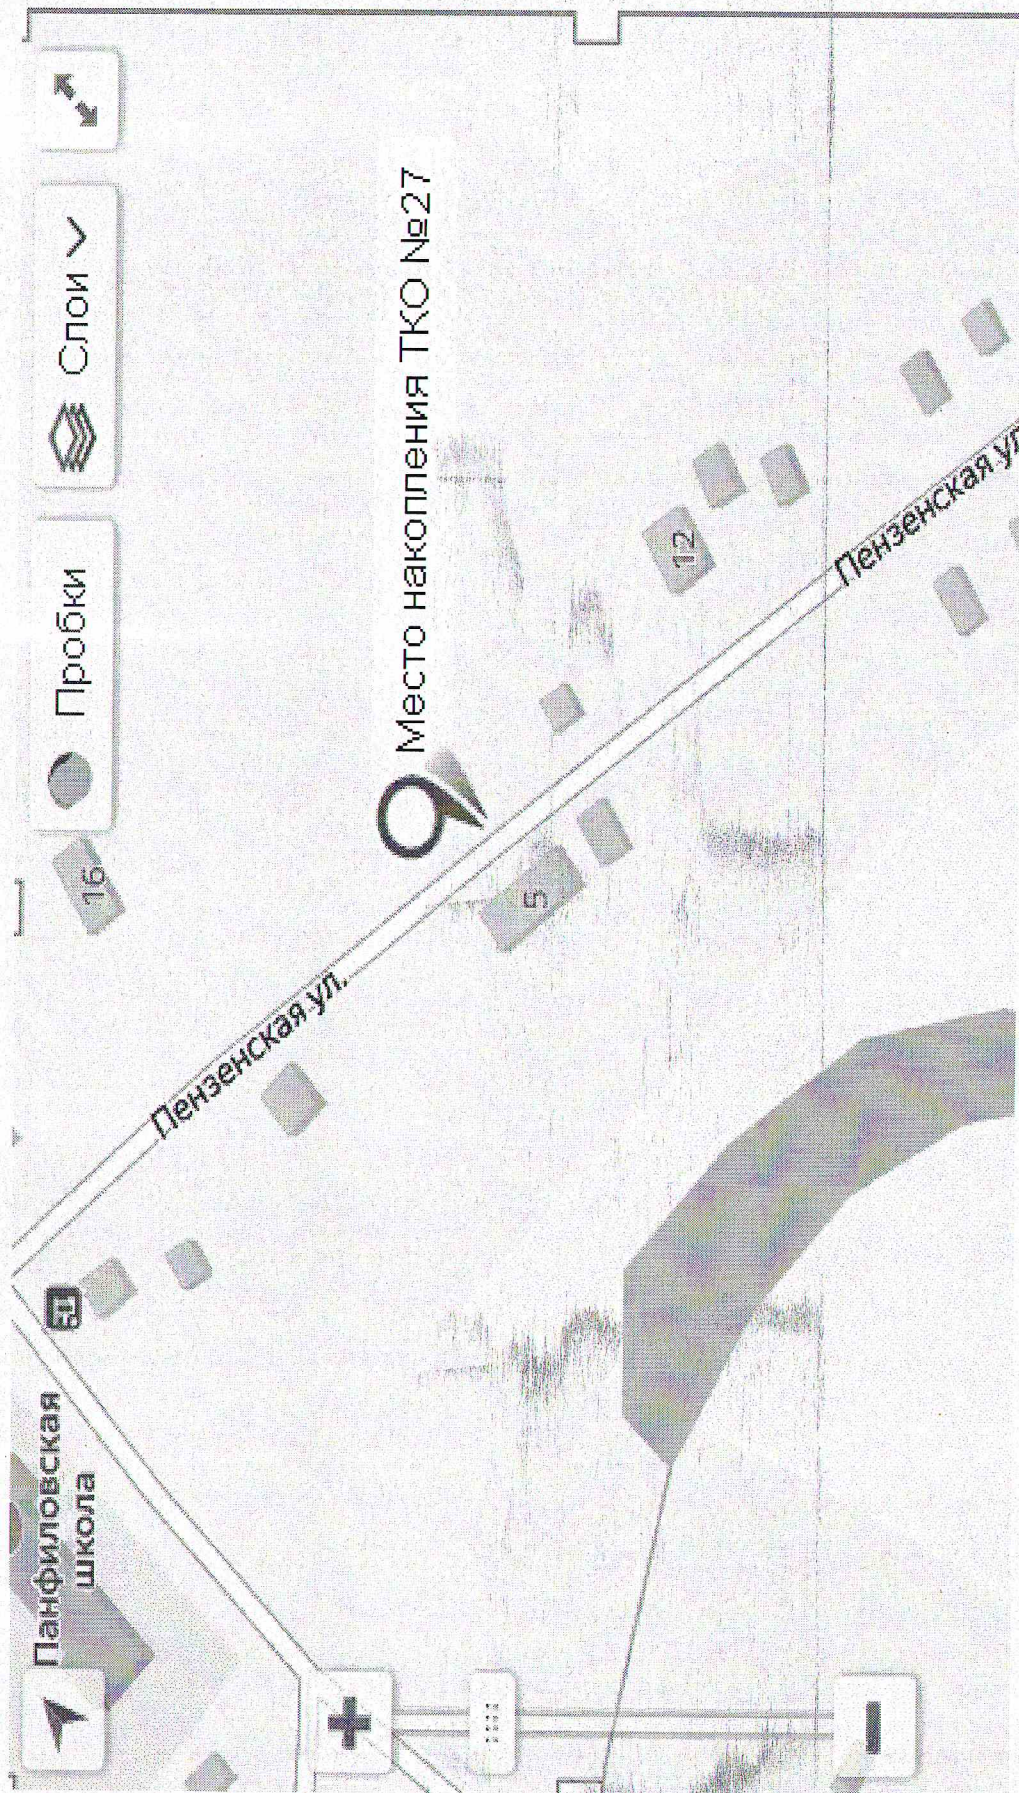 Панфиловская
школа
Пробки
Слои
16
Пензенская ул.
Место накопления ТКО №27
5
12
Пензенская ул